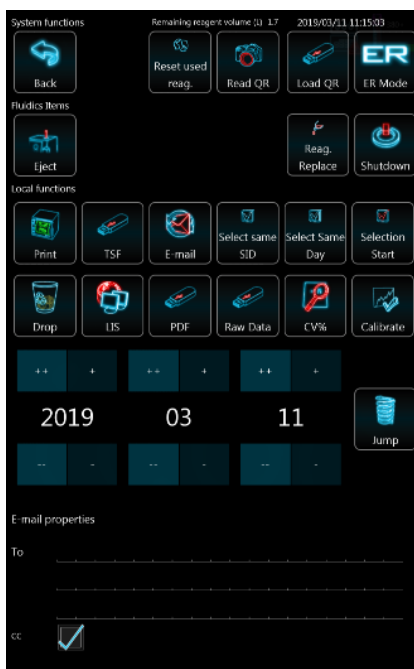 System functions Remaining reagent volume (L) 1.7 2019/03/11 11:15:03
Back
Reset used reag.
Read QR
Load QR
ER
ER Mode
Fluidics Items
Eject
Reag. Replace
Shutdown
Local functions
Print
TSF
E-mail
Select same SID
Select Same Day
Selection Start
Drop
LIS
PDF
Raw Data
CV%
Calibrate
++ + ++ + ++ +
2019 03 11
Jump
-- - -- - -- -
E-mail properties
To
cc